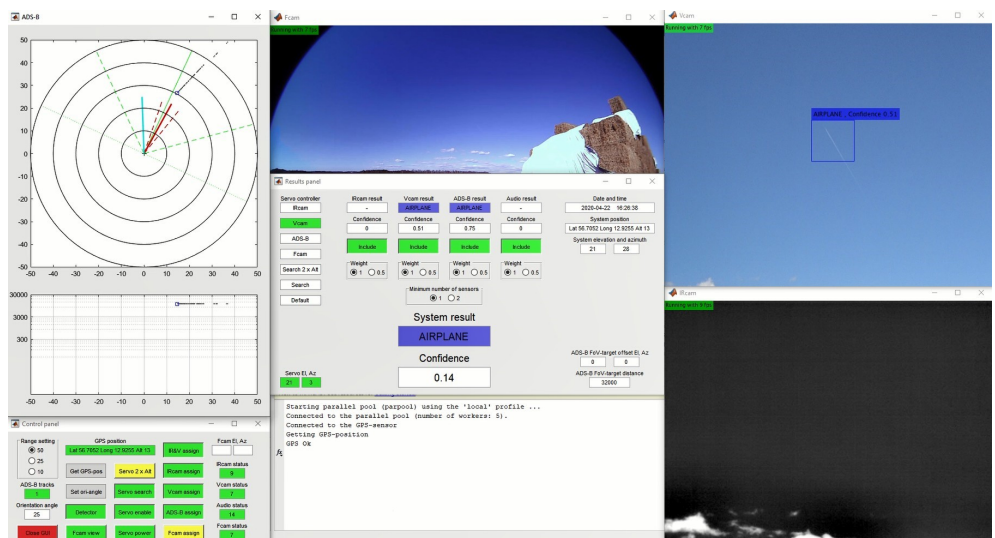 ADS-B
50
40
30
20
10
0
-10
-20
-30
-40
-50
-50 -40 -30 -20 -10 0 10 20 30 40 50
30000
3000
300
-50 -40 -30 -20 -10 0 10 20 30 40 50
Control panel
Range setting
50
25
10
ADS-B tracks
1
Orientation angle
25
Close GUI
GPS position
Lat 56.7052 Long 12.9255 Alt 13
Get GPS-pos
Servo 2 x Alt
Set ori-angle
Servo search
Detector
Servo enable
Fcam view
Servo power
IR&V assign
IRcam assign
Vcam assign
ADS-B assign
Fcam assign
Fcam El, Az
IRcam status
9
Vcam status
7
Audio status
14
Fcam status
7
Fcam
Running with 7 fps
Results panel
Servo controller
IRcam
Vcam
ADS-B
Fcam
Search 2 x Alt
Search
Default
Servo El, Az
21 3
IRcam result
-
Confidence
0
Include
Weight
1 0.5
Vcam result
AIRPLANE
Confidence
0.51
Include
Weight
1 0.5
ADS-B result
AIRPLANE
Confidence
0.75
Include
Weight
1 0.5
Audio result
-
Confidence
0
Include
Weight
1 0.5
Minimum number of sensors
1 2
System result
AIRPLANE
Confidence
0.14
Date and time
2020-04-22 16:26:38
System position
Lat 56.7052 Long 12.9255 Alt 13
System elevation and azimuth
21 28
ADS-B FoV-target offset El, Az
0 0
ADS-B FoV-target distance
32000
Starting parallel pool (parpool) using the 'local' profile ...
Connected to the parallel pool (number of workers: 5).
Connected to the GPS-sensor
Getting GPS-position
GPS Ok
fx
Vcam
Running with 7 fps
AIRPLANE , Confidence 0.51
IRcam
Running with 9 fps